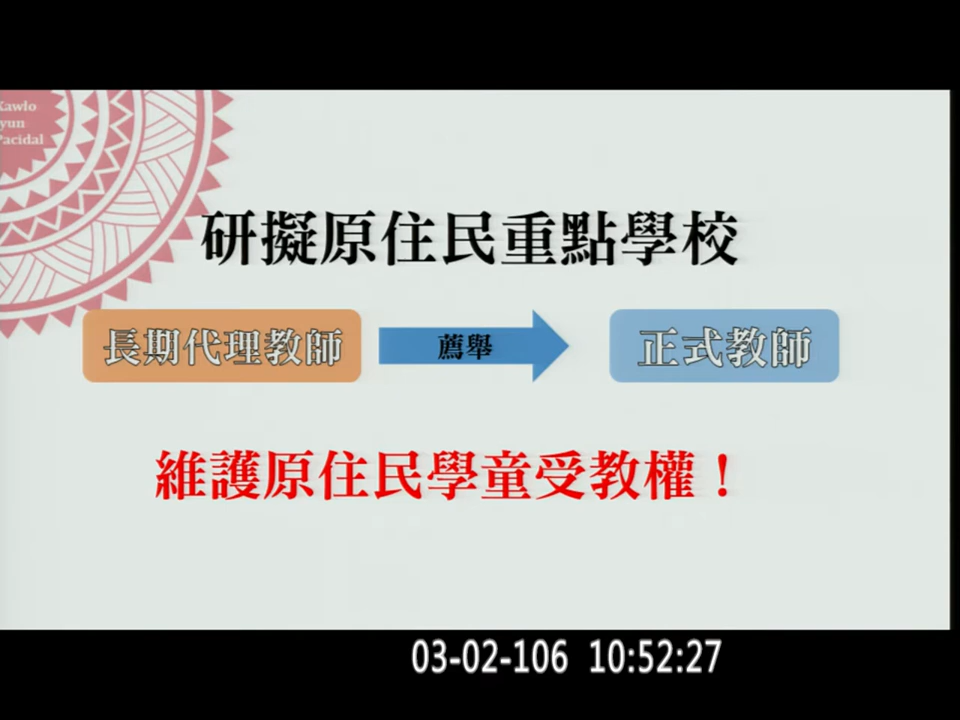 Kawlo
Iyun
Pacidal
研擬原住民重點學校
長期代理教師
薦舉
正式教師
維護原住民學童受教權！
03-02-106 10:52:27